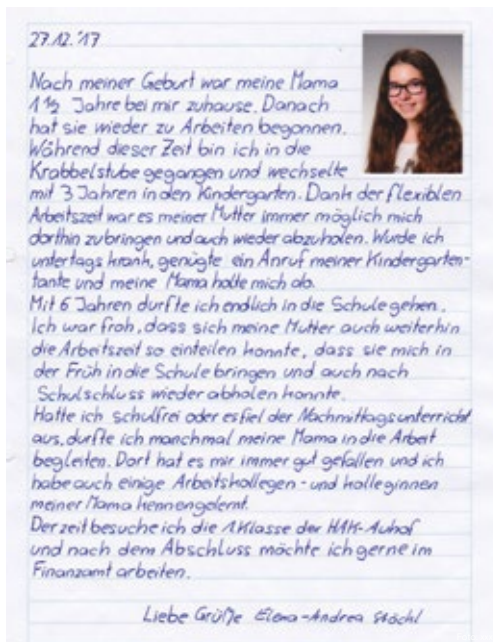 27.12.'17
Nach meiner Geburt war meine Mama
1 ½ Jahre bei mir zuhause. Danach
hat sie wieder zu Arbeiten begonnen.
Während dieser Zeit bin ich in die
Krabbelstube gegangen und wechselte
mit 3 Jahren in den Kindergarten. Dank der flexiblen
Arbeitszeit war es meiner Mutter immer möglich mich
dorthin zubringen und auch wieder abzuholen. Wurde ich
untertags krank, genügte ein Anruf meiner Kindergarten-
tante und meine Mama holte mich ab.
Mit 6 Jahren durfte ich endlich in die Schule gehen.
Ich war froh, dass sich meine Mutter auch weiterhin
die Arbeitszeit so einteilen konnte, dass sie mich in
der Früh in die Schule bringen und auch nach
Schulschluss wieder abholen konnte.
Hatte ich schulfrei oder es fiel der Nachmittagsunterricht
aus, durfte ich manchmal meine Mama in die Arbeit
begleiten. Dort hat es mir immer gut gefallen und ich
habe auch einige Arbeitskollegen - und kolleginnen
meiner Mama kennengelernt.
Derzeit besuche ich die 1.Klasse der HAK-Auhof
und nach dem Abschluss möchte ich gerne im
Finanzamt arbeiten.
Liebe Grüße Elena-Andrea Stöchl